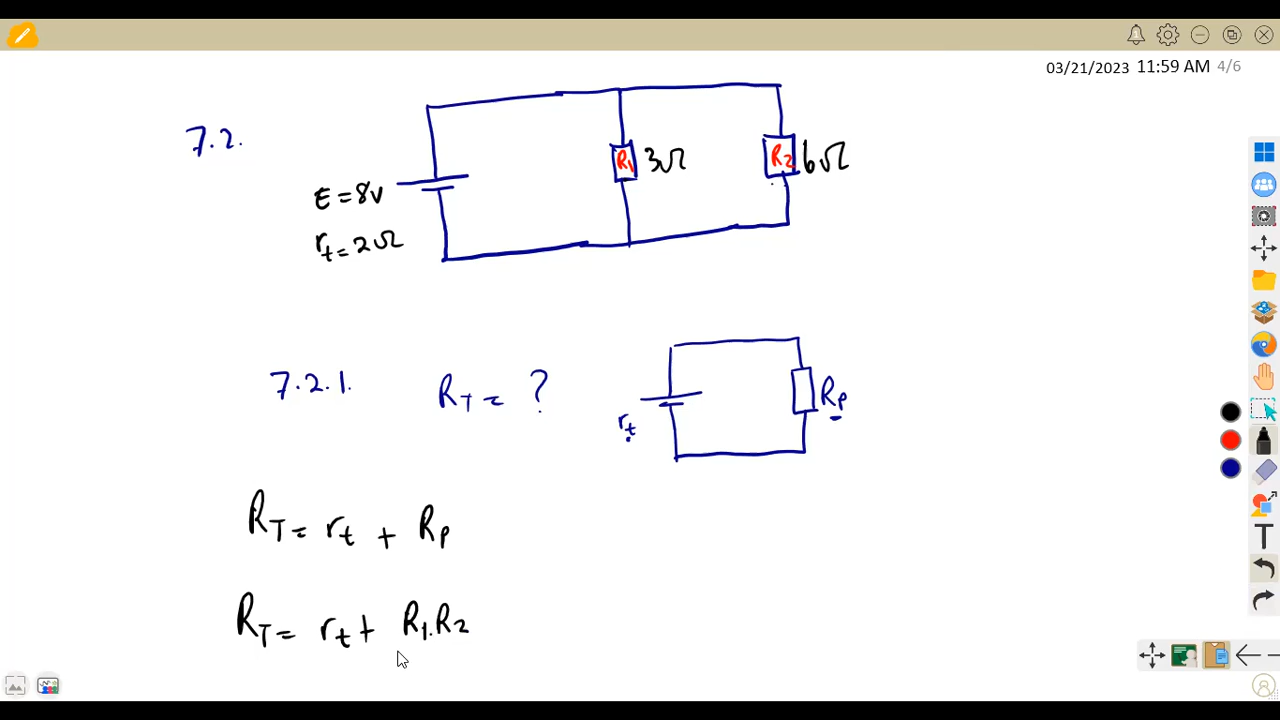 03/21/2023 11:59 AM 4/6
7.2.
R1 3Ω
R2 6Ω
E = 8V
rt = 2Ω
7.2.1. RT = ?
rt
RP
RT = rt + RP
RT = rt + R1.R2
T